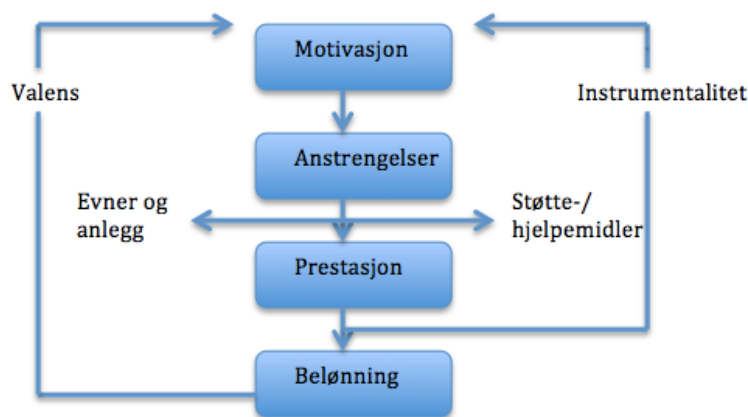 Motivasjon
Valens
Instrumentalitet
Anstrengelser
Evner og
anlegg
Støtte-/
hjelpemidler
Prestasjon
Belønning